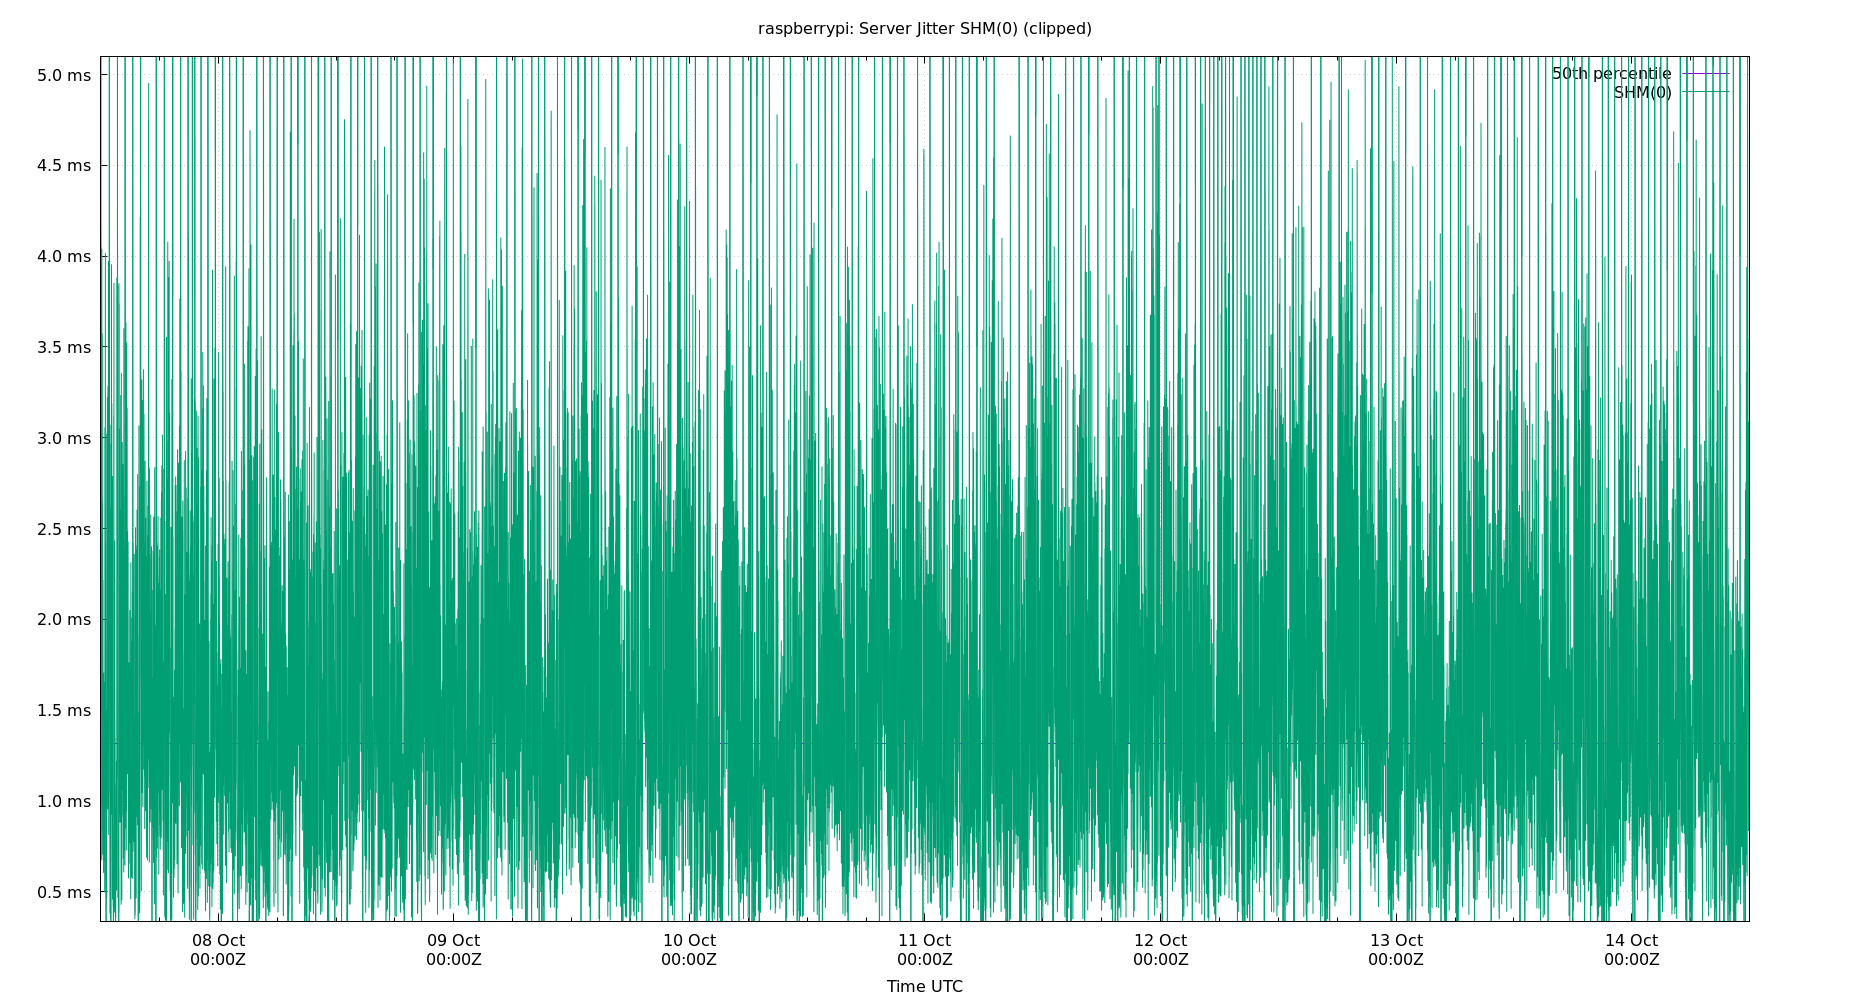 raspberrypi: Server Jitter SHM(0) (clipped)
50th percentile
SHM(0)
5.0 ms
4.5 ms
4.0 ms
3.5 ms
3.0 ms
2.5 ms
2.0 ms
1.5 ms
1.0 ms
0.5 ms
08 Oct
00:00Z
09 Oct
00:00Z
10 Oct
00:00Z
11 Oct
00:00Z
12 Oct
00:00Z
13 Oct
00:00Z
14 Oct
00:00Z
Time UTC